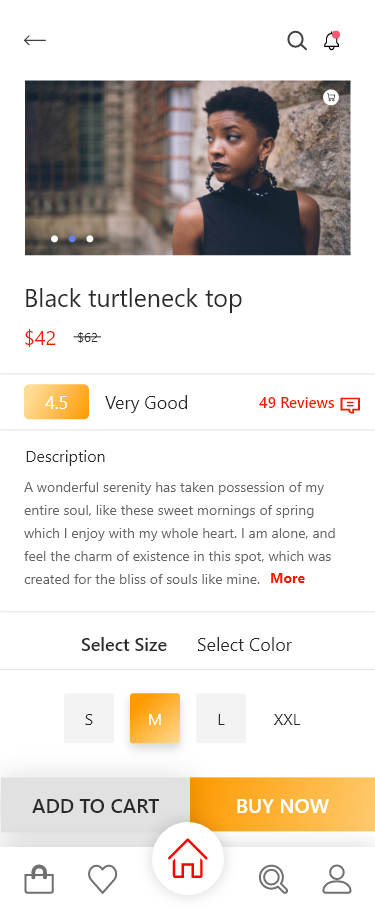 Black turtleneck top
$42 $62
4.5 Very Good 49 Reviews
Description
A wonderful serenity has taken possession of my
entire soul, like these sweet mornings of spring
which I enjoy with my whole heart. I am alone, and
feel the charm of existence in this spot, which was
created for the bliss of souls like mine. More
Select Size Select Color
S M L XXL
ADD TO CART BUY NOW